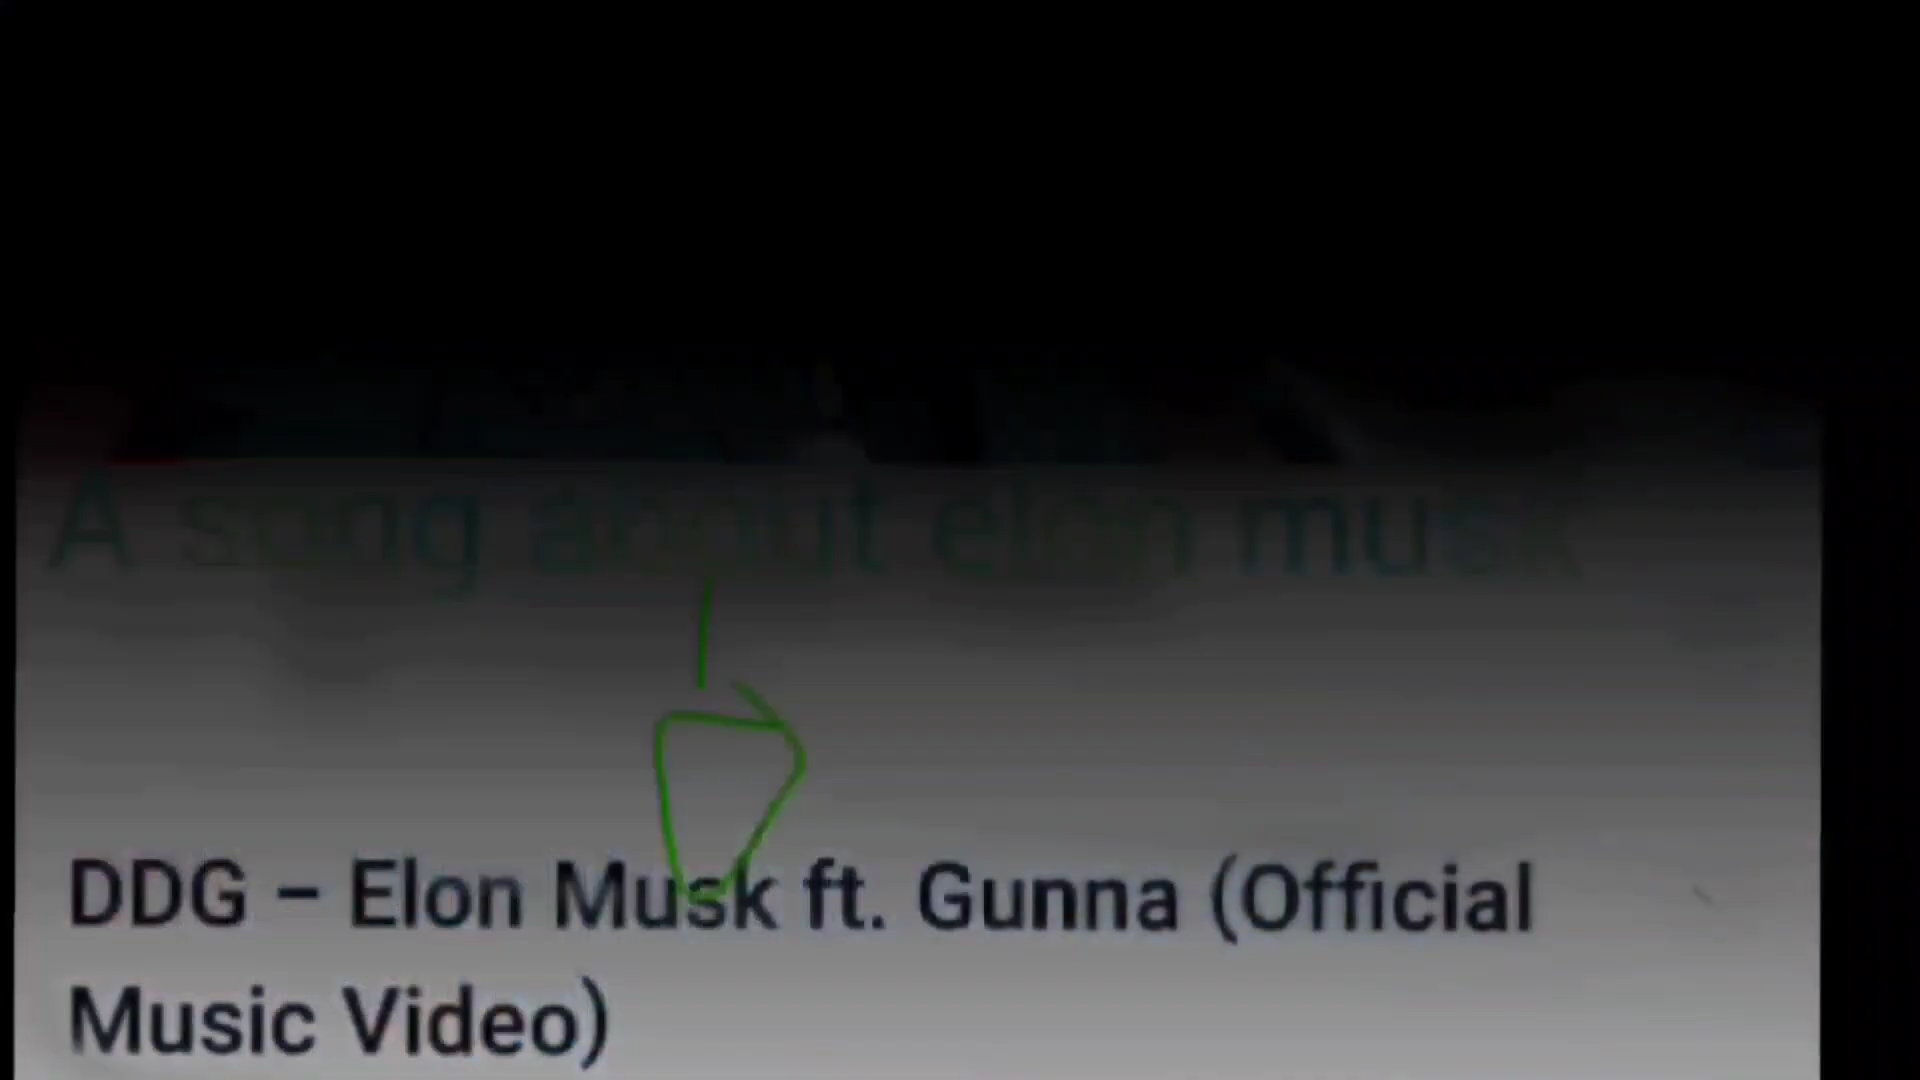 A song about elon musk
DDG – Elon Musk ft. Gunna (Official
Music Video)